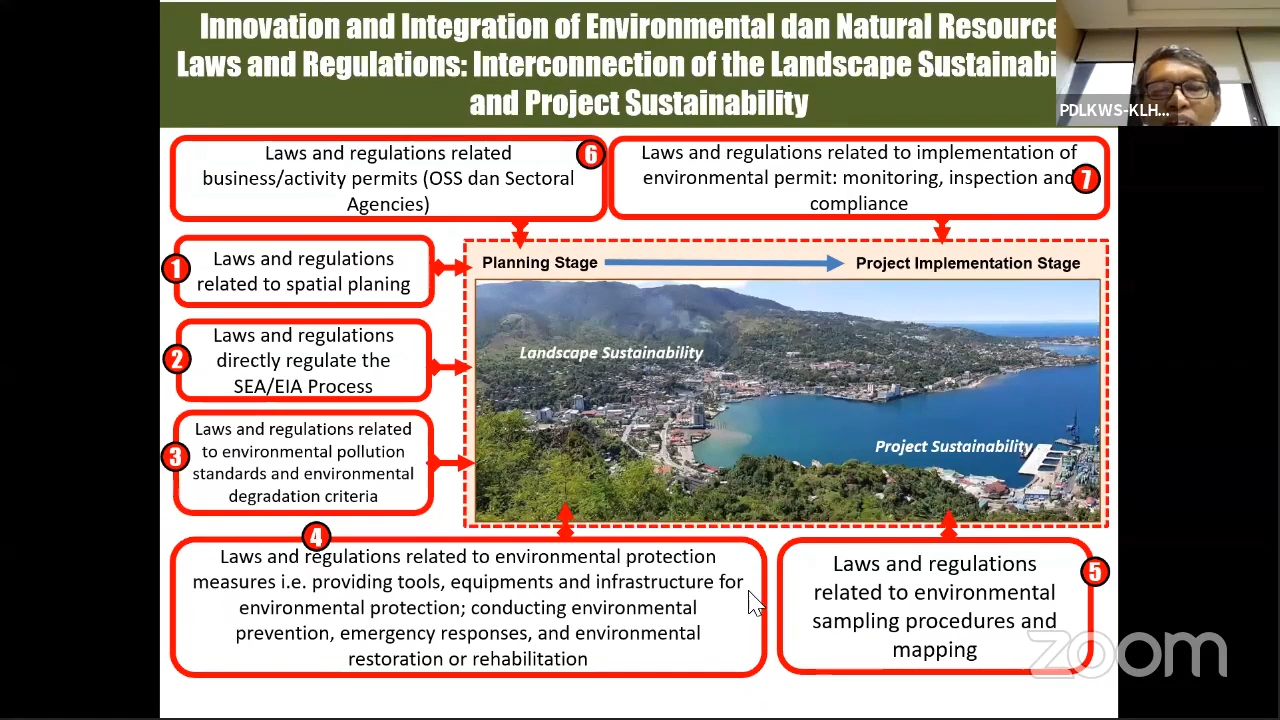 Innovation and Integration of Environmental dan Natural Resource
Laws and Regulations: Interconnection of the Landscape Sustainabi
and Project Sustainability
PDLKWS-KLH...
Laws and regulations related
business/activity permits (OSS dan Sectoral
Agencies)
6
Laws and regulations related to implementation of
environmental permit: monitoring, inspection and
compliance
7
1
Laws and regulations
related to spatial planing
Planning Stage
Project Implementation Stage
2
Laws and regulations
directly regulate the
SEA/EIA Process
Landscape Sustainability
3
Laws and regulations related
to environmental pollution
standards and environmental
degradation criteria
Project Sustainability
4
Laws and regulations related to environmental protection
measures i.e. providing tools, equipments and infrastructure for
environmental protection; conducting environmental
prevention, emergency responses, and environmental
restoration or rehabilitation
5
Laws and regulations
related to environmental
sampling procedures and
mapping
zoom